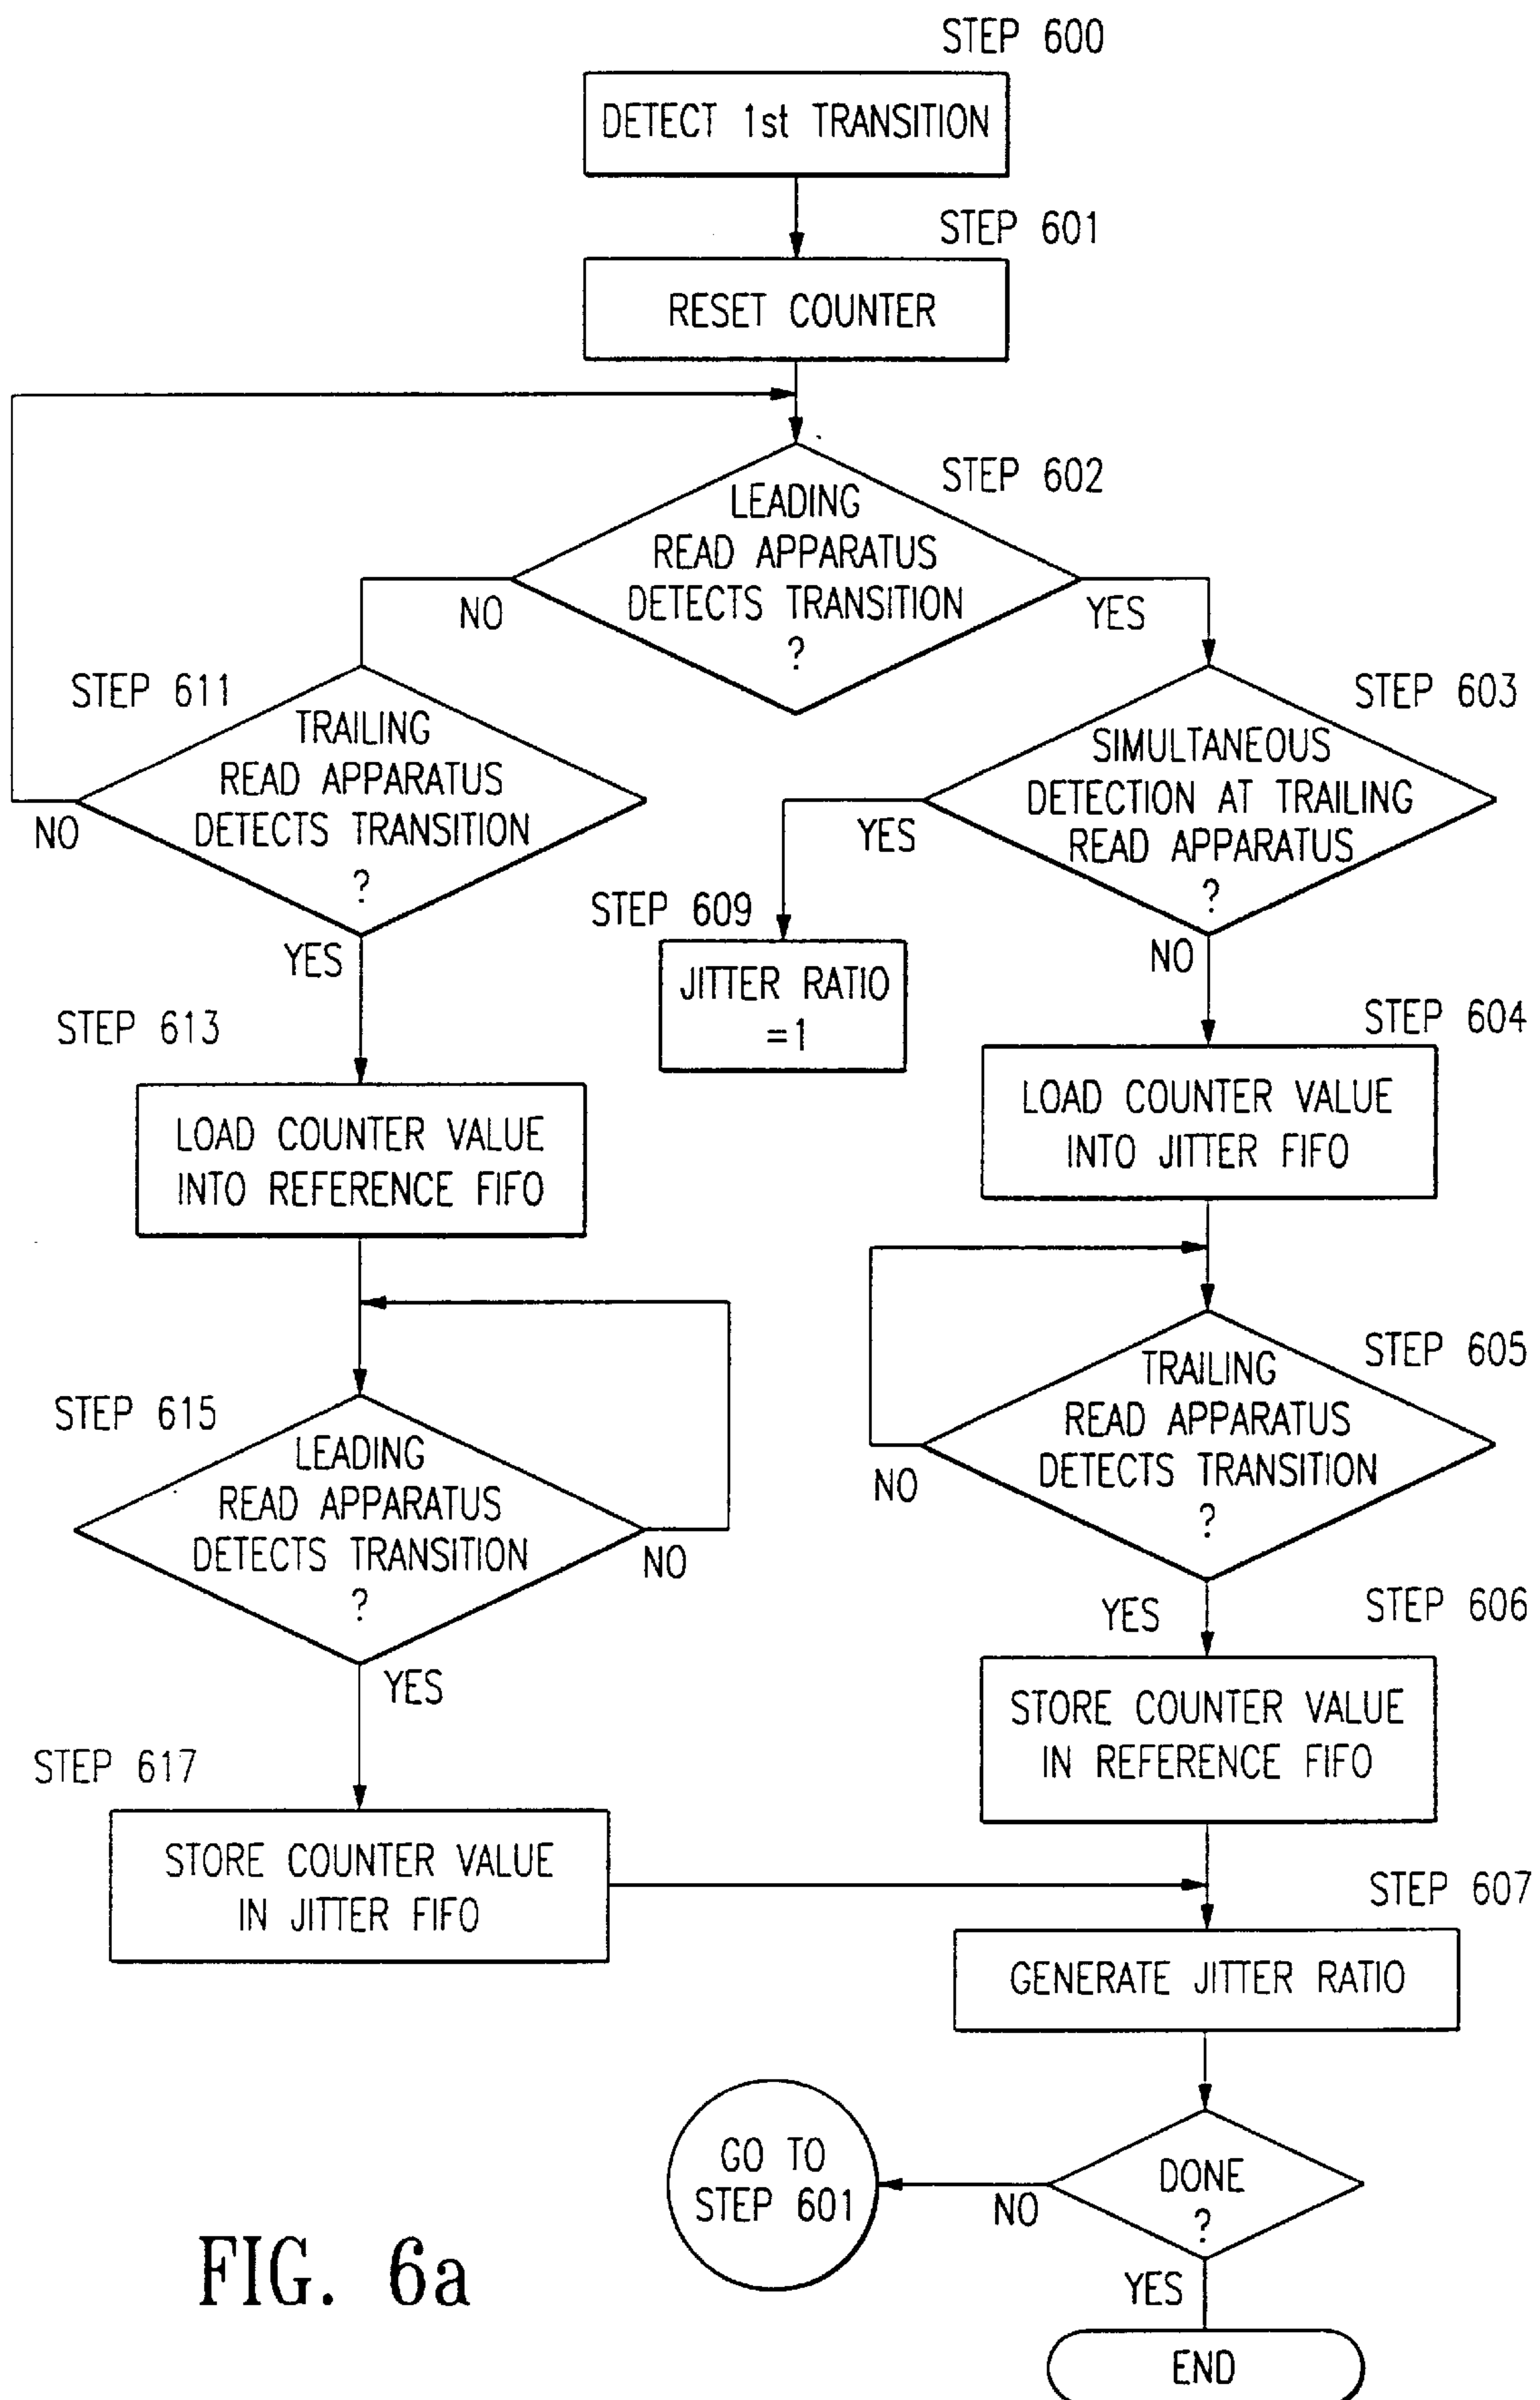 STEP 600
DETECT 1st TRANSITION
STEP 601
RESET COUNTER
STEP 602
LEADING
READ APPARATUS
DETECTS TRANSITION
?
NO
YES
STEP 611
TRAILING
READ APPARATUS
DETECTS TRANSITION
?
NO
YES
STEP 603
SIMULTANEOUS
DETECTION AT TRAILING
READ APPARATUS
?
YES
NO
STEP 609
JITTER RATIO
=1
STEP 613
LOAD COUNTER VALUE
INTO REFERENCE FIFO
STEP 604
LOAD COUNTER VALUE
INTO JITTER FIFO
STEP 605
TRAILING
READ APPARATUS
DETECTS TRANSITION
?
NO
YES
STEP 615
LEADING
READ APPARATUS
DETECTS TRANSITION
?
NO
YES
STEP 606
STORE COUNTER VALUE
IN REFERENCE FIFO
STEP 617
STORE COUNTER VALUE
IN JITTER FIFO
STEP 607
GENERATE JITTER RATIO
DONE
?
NO
YES
GO TO
STEP 601
END
FIG. 6a